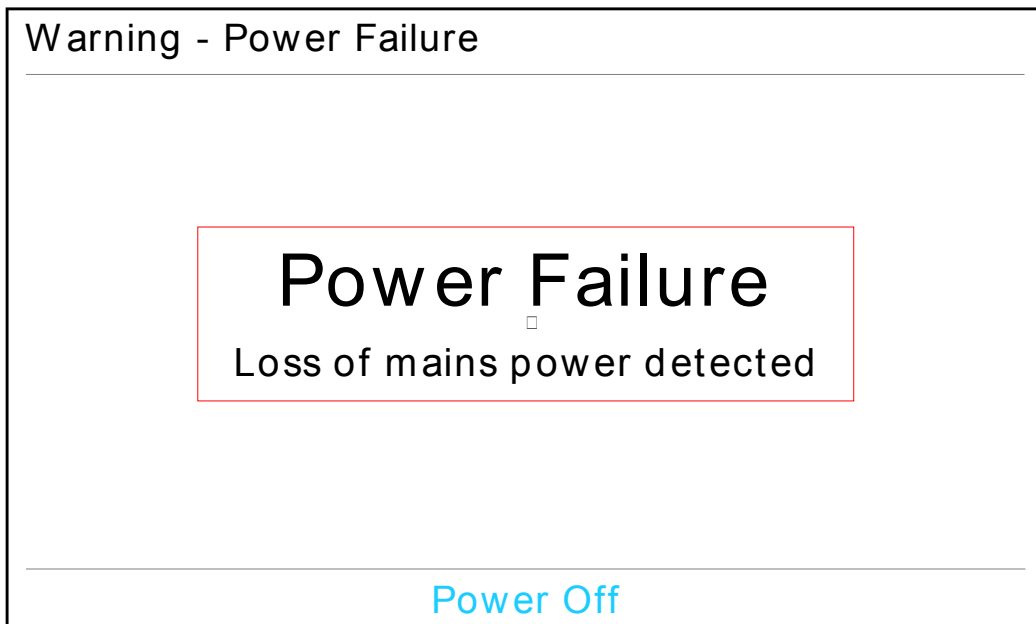 Warning - Power Failure
Power Failure
Loss of mains power detected
Power Off